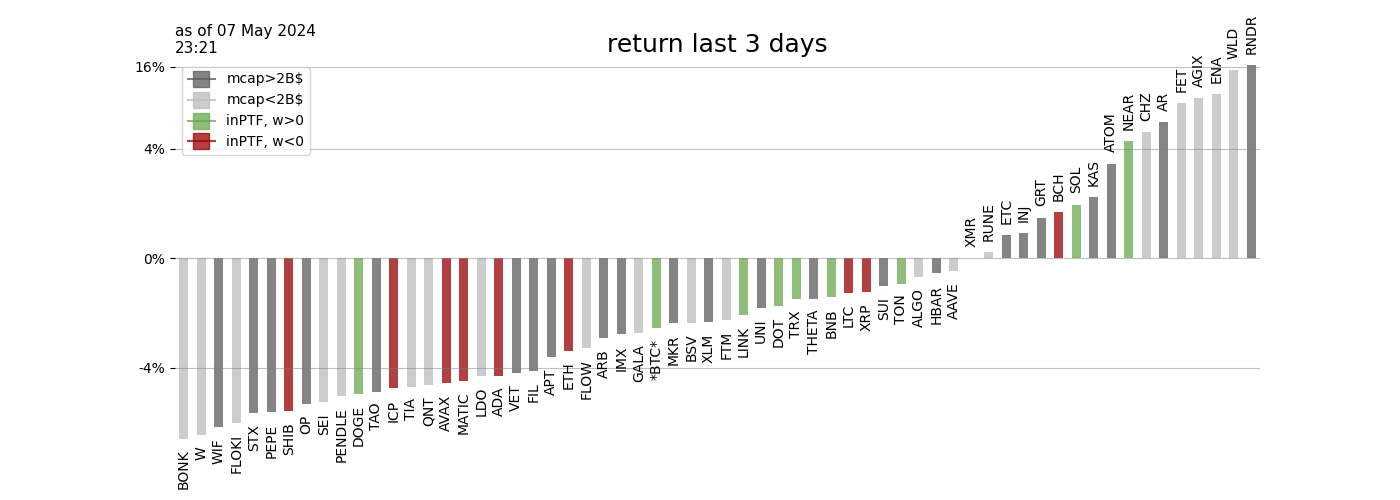 as of 07 May 2024
23:21
return last 3 days
16%
4%
0%
-4%
mcap>2B$
mcap<2B$
inPTF, w>0
inPTF, w<0
BONK
W
WIF
FLOKI
STX
PEPE
SHIB
OP
SEI
PENDLE
DOGE
TAO
ICP
TIA
QNT
AVAX
MATIC
LDO
ADA
VET
FIL
APT
ETH
FLOW
ARB
IMX
GALA
*BTC*
MKR
BSV
XLM
FTM
LINK
UNI
DOT
TRX
THETA
BNB
LTC
XRP
SUI
TON
ALGO
HBAR
AAVE
XMR
RUNE
ETC
INJ
GRT
BCH
SOL
KAS
ATOM
NEAR
CHZ
AR
FET
AGIX
ENA
WLD
RNDR